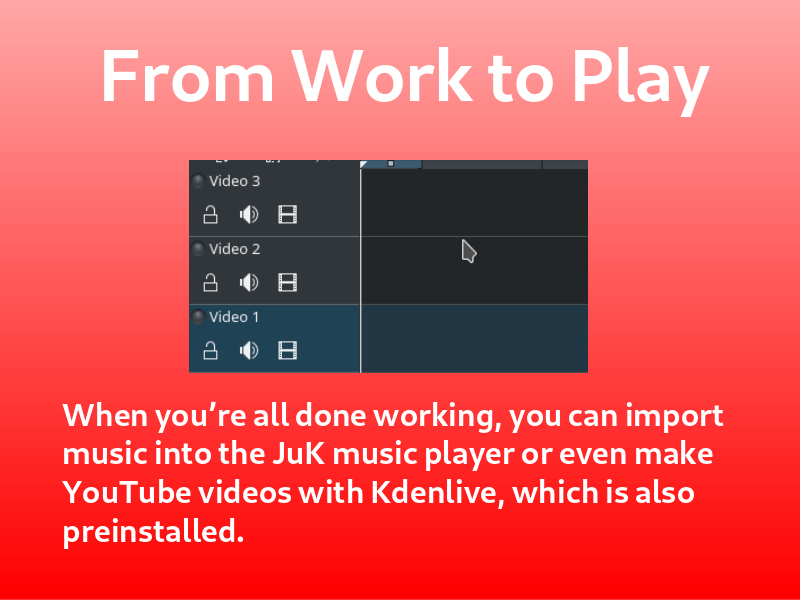 From Work to Play
Video 3
Video 2
Video 1
When you’re all done working, you can import
music into the JuK music player or even make
YouTube videos with Kdenlive, which is also
preinstalled.